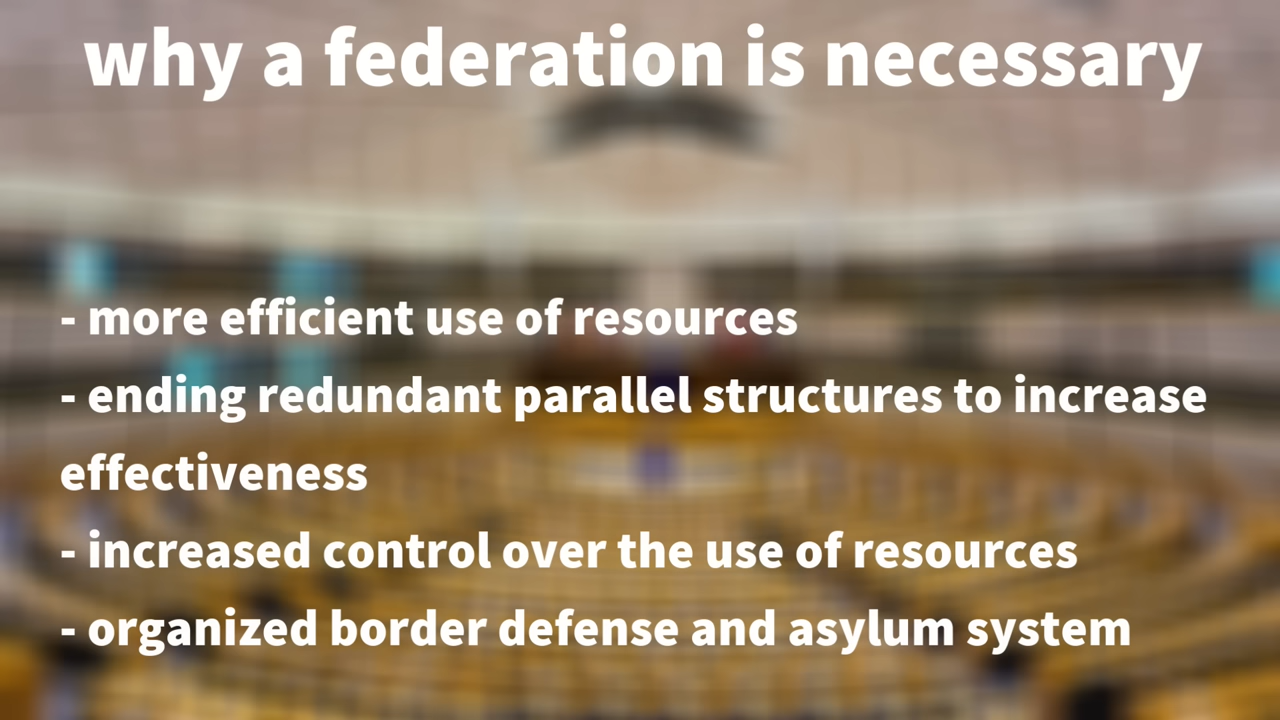 why a federation is necessary
- more efficient use of resources
- ending redundant parallel structures to increase
effectiveness
- increased control over the use of resources
- organized border defense and asylum system